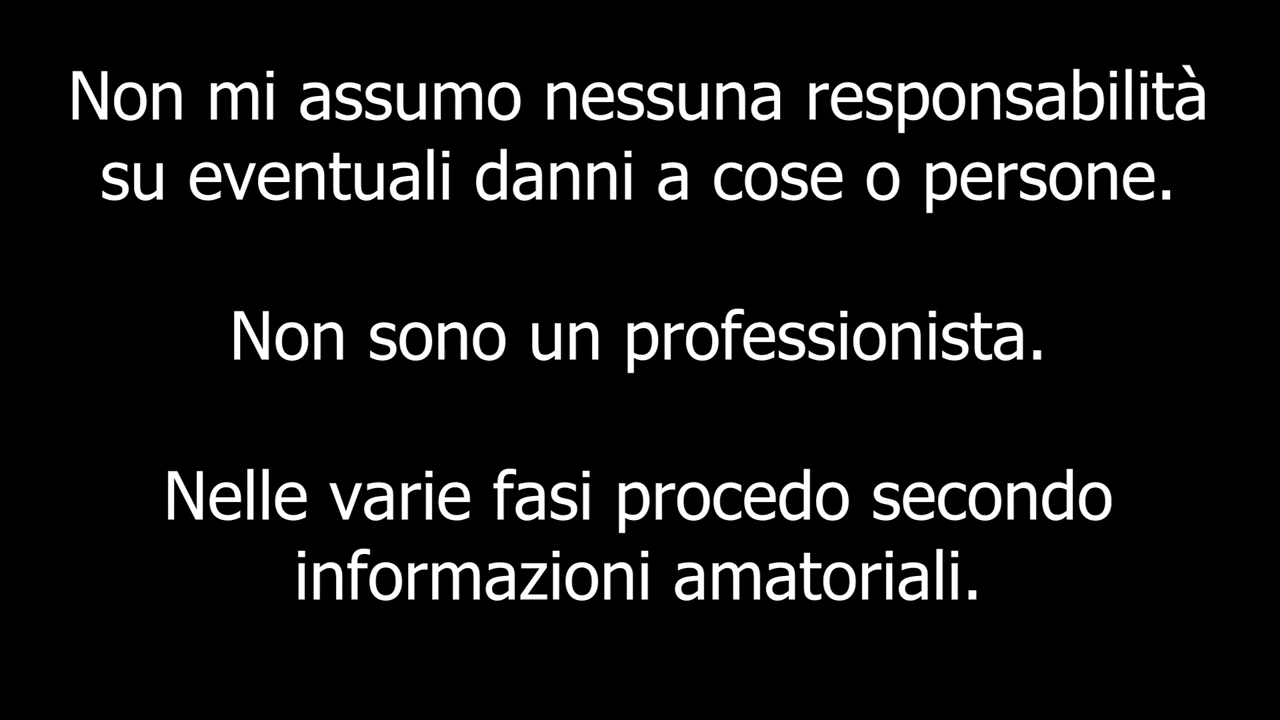 Non mi assumo nessuna responsabilità
su eventuali danni a cose o persone.
Non sono un professionista.
Nelle varie fasi procedo secondo
informazioni amatoriali.